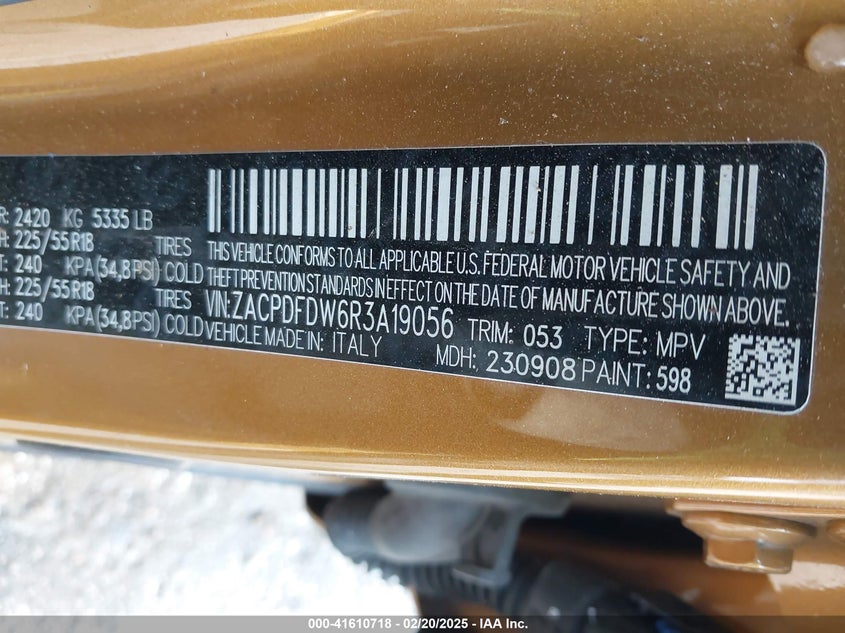 R: 2420 KG 5335 LB
H: 225/55R18 TIRES
T: 240 KPA(34,8PSI) COLD
H: 225/55R18 TIRES
T: 240 KPA(34,8PSI) COLD
THIS VEHICLE CONFORMS TO ALL APPLICABLE U.S. FEDERAL MOTOR VEHICLE SAFETY AND
THEFT PREVENTION STANDARDS IN EFFECT ON THE DATE OF MANUFACTURE SHOWN ABOVE.
VIN: ZACPDFDW6R3A19056 TRIM: 053 TYPE: MPV
VEHICLE MADE IN: ITALY MDH: 230908 PAINT: 598
000-41610718 - 02/20/2025 - IAA Inc.